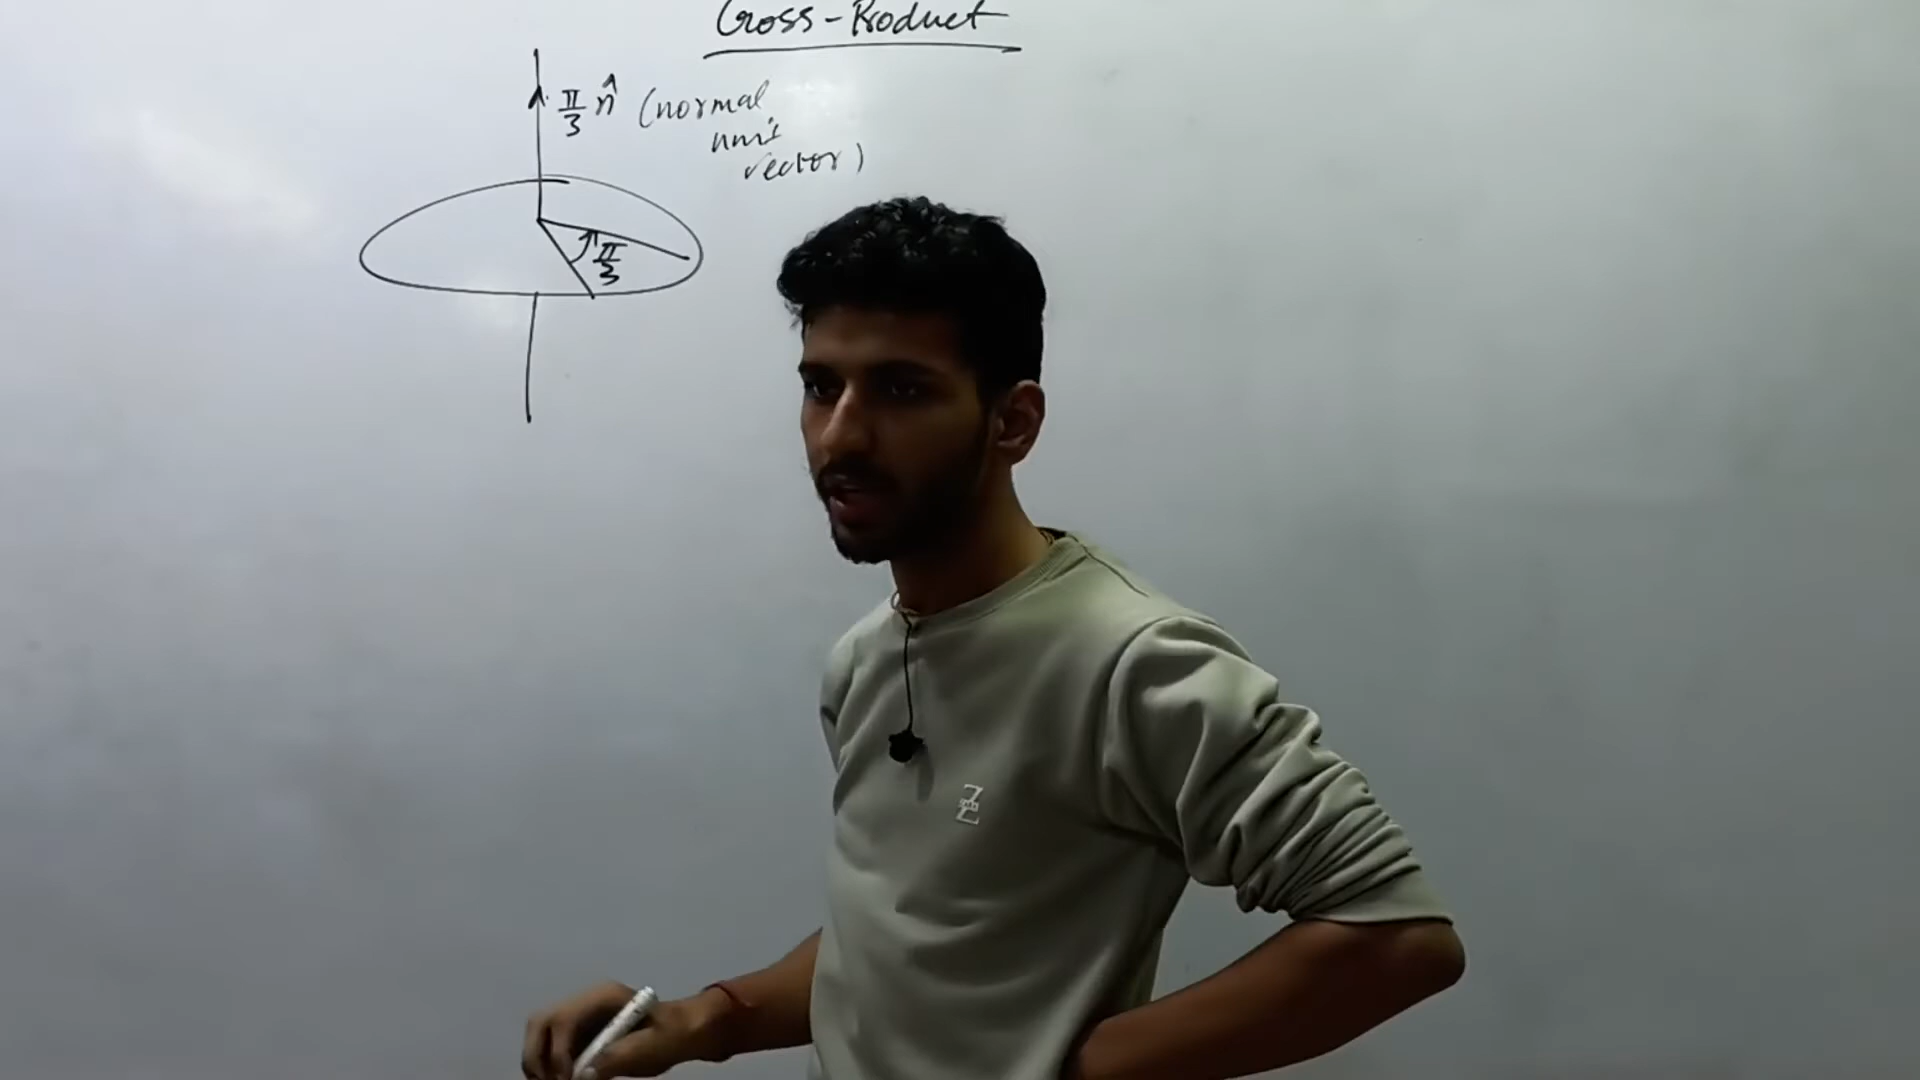 Cross-Product
π/3 n̂ (normal
unit
vector)
π/3
Z